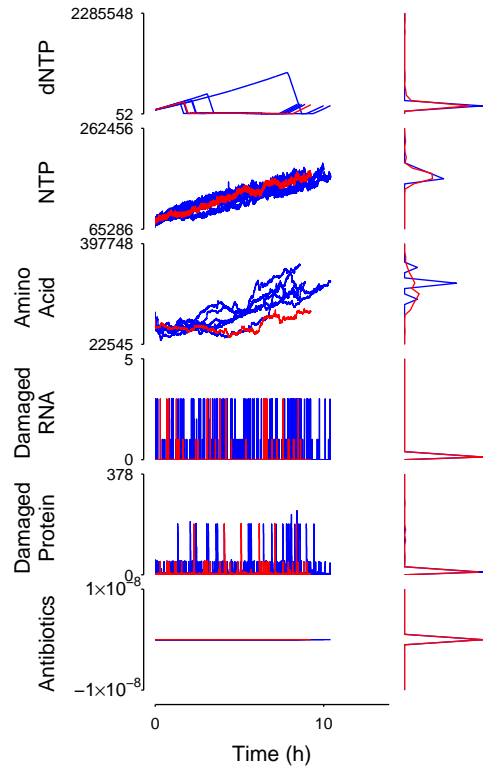 2285548
dNTP
52
262456
NTP
65286
397748
Amino
Acid
22545
5
Damaged
RNA
0
378
Damaged
Protein
0
1×10⁻⁸
Antibiotics
−1×10⁻⁸
0 10
Time (h)